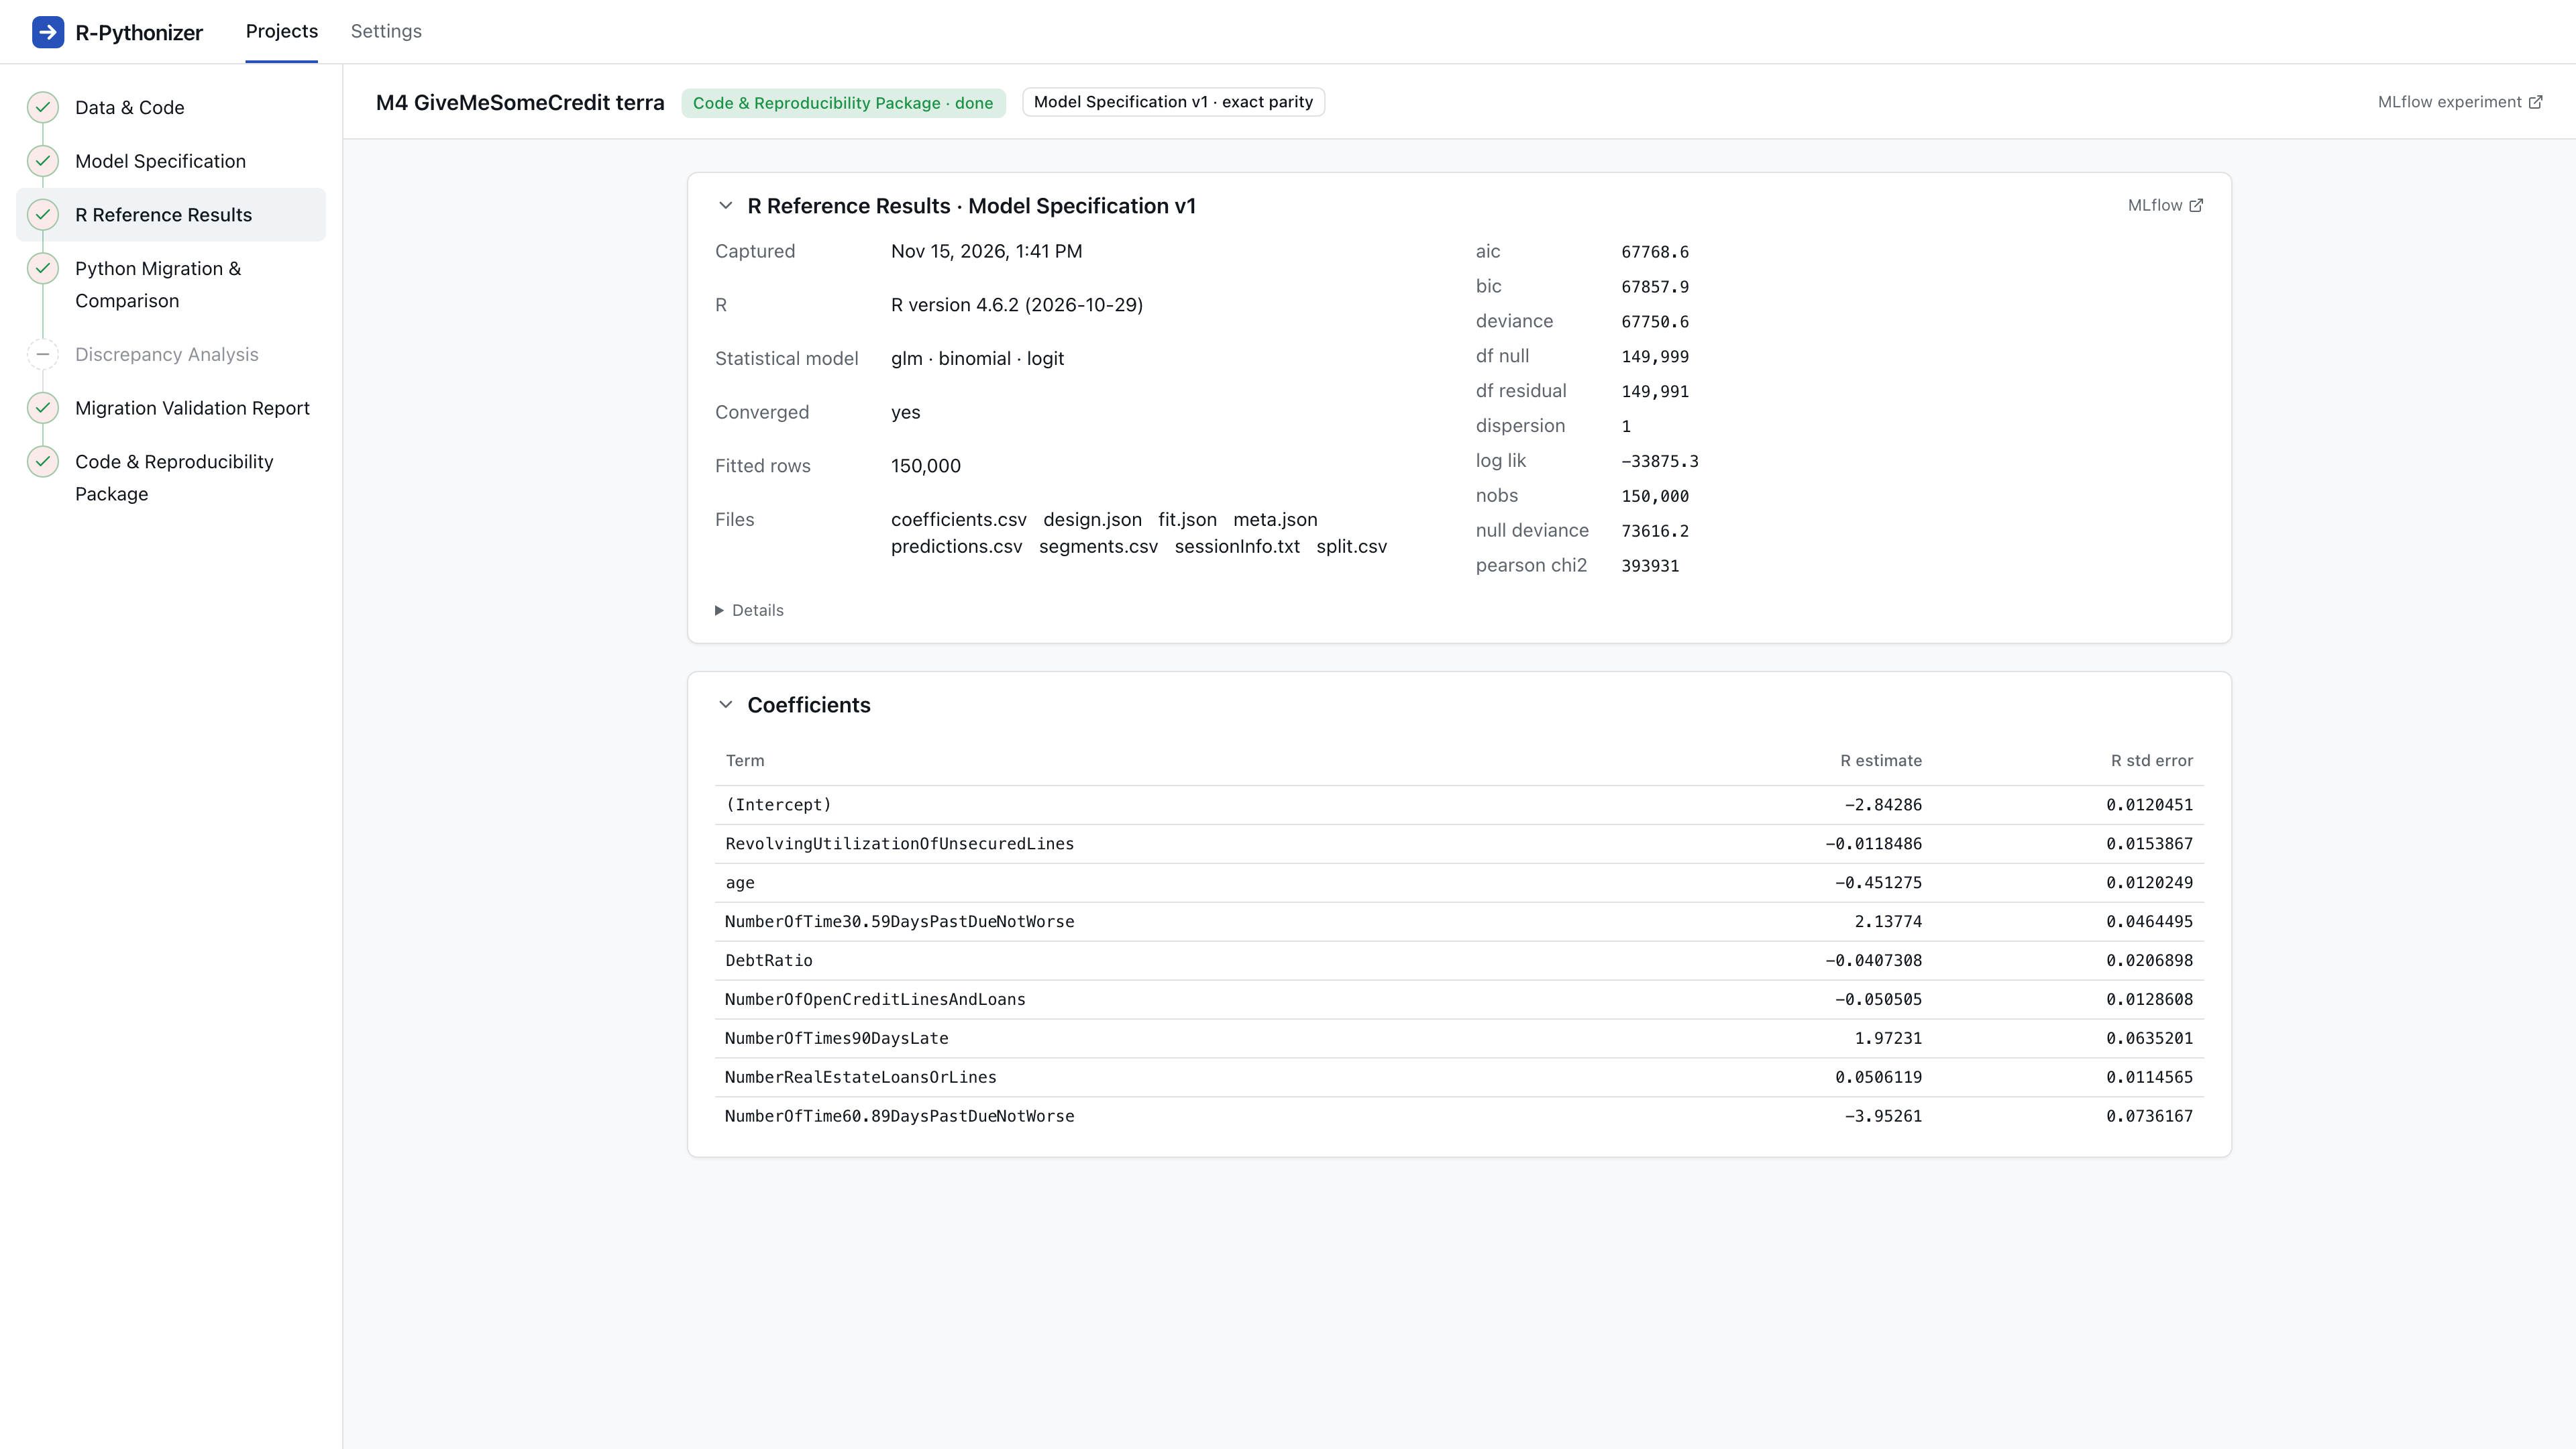 R-Pythonizer
Projects
Settings
Data & Code
Model Specification
R Reference Results
Python Migration &
Comparison
Discrepancy Analysis
Migration Validation Report
Code & Reproducibility
Package
M4 GiveMeSomeCredit terra
Code & Reproducibility Package · done
Model Specification v1 · exact parity
MLflow experiment
R Reference Results · Model Specification v1
MLflow
Captured Nov 15, 2026, 1:41 PM
R R version 4.6.2 (2026-10-29)
Statistical model glm · binomial · logit
Converged yes
Fitted rows 150,000
Files coefficients.csv design.json fit.json meta.json
predictions.csv segments.csv sessionInfo.txt split.csv
aic 67768.6
bic 67857.9
deviance 67750.6
df null 149,999
df residual 149,991
dispersion 1
log lik −33875.3
nobs 150,000
null deviance 73616.2
pearson chi2 393931
Details
Coefficients
Term R estimate R std error
(Intercept) −2.84286 0.0120451
RevolvingUtilizationOfUnsecuredLines −0.0118486 0.0153867
age −0.451275 0.0120249
NumberOfTime30.59DaysPastDueNotWorse 2.13774 0.0464495
DebtRatio −0.0407308 0.0206898
NumberOfOpenCreditLinesAndLoans −0.050505 0.0128608
NumberOfTimes90DaysLate 1.97231 0.0635201
NumberRealEstateLoansOrLines 0.0506119 0.0114565
NumberOfTime60.89DaysPastDueNotWorse −3.95261 0.0736167